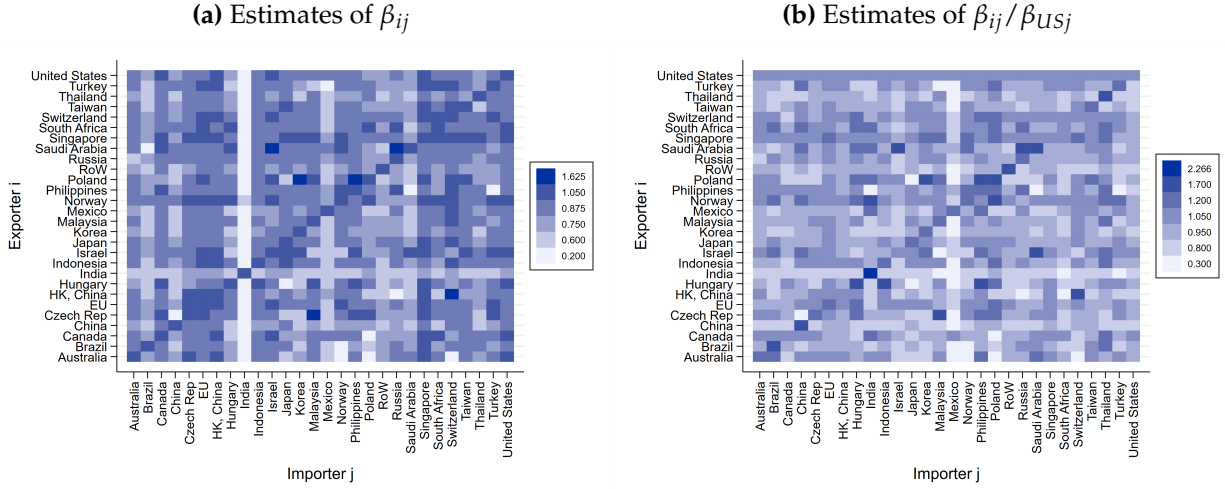 (a) Estimates of βij
United States
Turkey
Thailand
Taiwan
Switzerland
South Africa
Singapore
Saudi Arabia
Russia
RoW
Poland
Philippines
Norway
Mexico
Malaysia
Korea
Japan
Israel
Indonesia
India
Hungary
HK, China
EU
Czech Rep
China
Canada
Brazil
Australia
Exporter i
Australia
Brazil
Canada
China
Czech Rep
EU
HK, China
Hungary
India
Indonesia
Israel
Japan
Korea
Malaysia
Mexico
Norway
Philippines
Poland
RoW
Russia
Saudi Arabia
Singapore
South Africa
Switzerland
Taiwan
Thailand
Turkey
United States
Importer j
1.625
1.050
0.875
0.750
0.600
0.200
(b) Estimates of βij/βUSj
United States
Turkey
Thailand
Taiwan
Switzerland
South Africa
Singapore
Saudi Arabia
Russia
RoW
Poland
Philippines
Norway
Mexico
Malaysia
Korea
Japan
Israel
Indonesia
India
Hungary
HK, China
EU
Czech Rep
China
Canada
Brazil
Australia
Exporter i
Australia
Brazil
Canada
China
Czech Rep
EU
HK, China
Hungary
India
Indonesia
Israel
Japan
Korea
Malaysia
Mexico
Norway
Philippines
Poland
RoW
Russia
Saudi Arabia
Singapore
South Africa
Switzerland
Taiwan
Thailand
Turkey
United States
Importer j
2.266
1.700
1.200
1.050
0.950
0.800
0.300